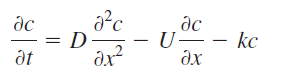 ∂c/∂t = D ∂²c/∂x² − U ∂c/∂x − kc